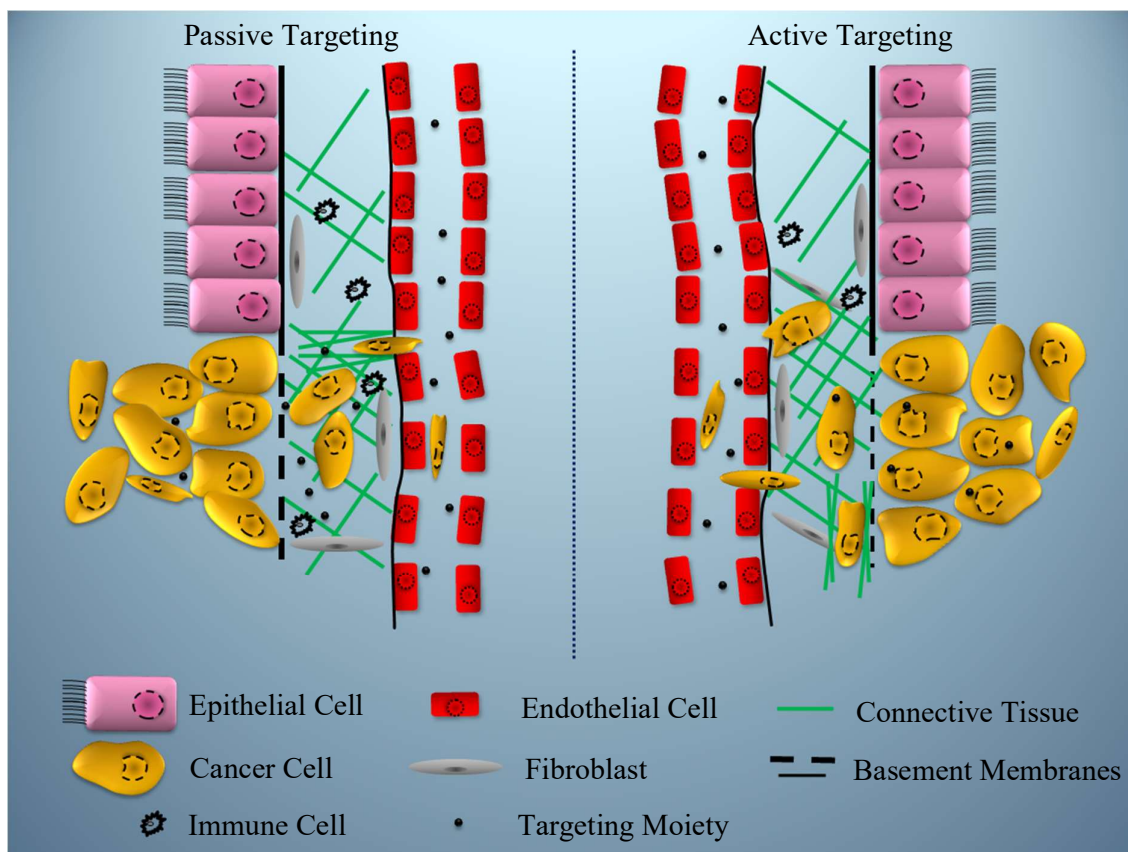 Passive Targeting
Active Targeting
Epithelial Cell
Endothelial Cell
Connective Tissue
Cancer Cell
Fibroblast
Basement Membranes
Immune Cell
Targeting Moiety